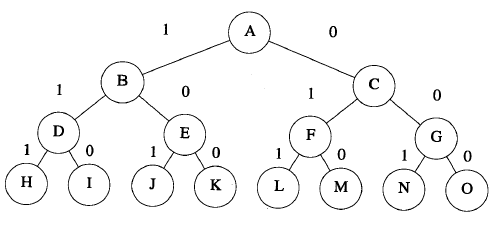 1 A 0
B C
1 0 1 0
D E F G
1 0 1 0 1 0 1 0
H I J K L M N O